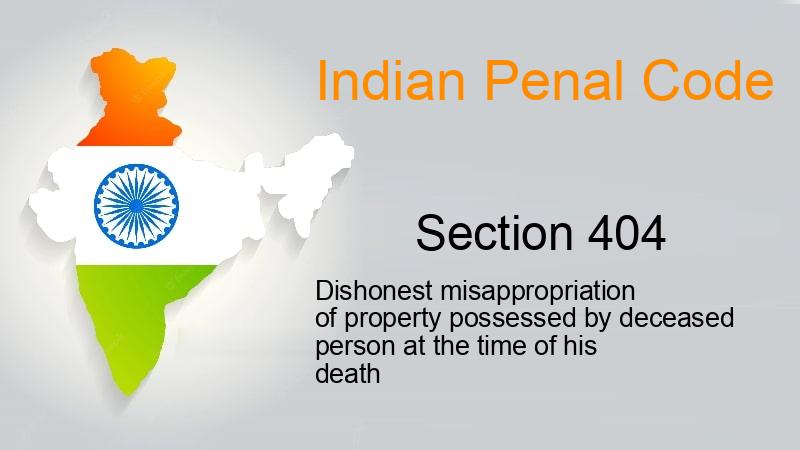 Indian Penal Code
Section 404
Dishonest misappropriation
of property possessed by deceased
person at the time of his
death